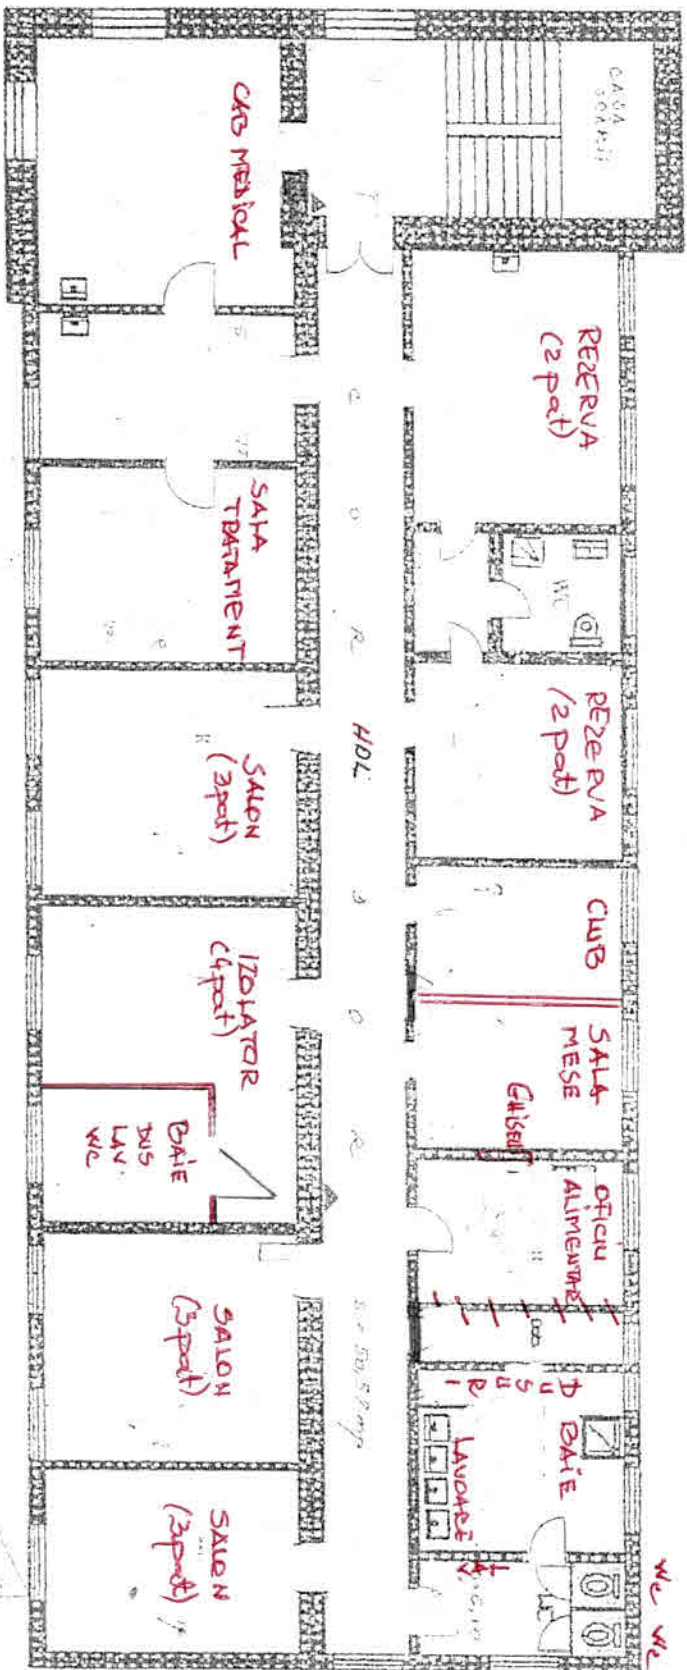 CASA
SCARII
CAB MEDICAL
REZERVA
(2 pat)
SALA
TRATAMENT
WC
REZERVA
(2 pat)
SALON
(3 pat)
HOL
C O R I D O R
CLUB
IZOLATOR
(4 pat)
SALA
MESE
GHISEU
BAIE
DUS
LAV.
WC
OFICIU
ALIMENTAR
SALON
(3 pat)
DUSURI
BAIE
LAVOARE
SALON
(3 pat)
LAV
WC WC